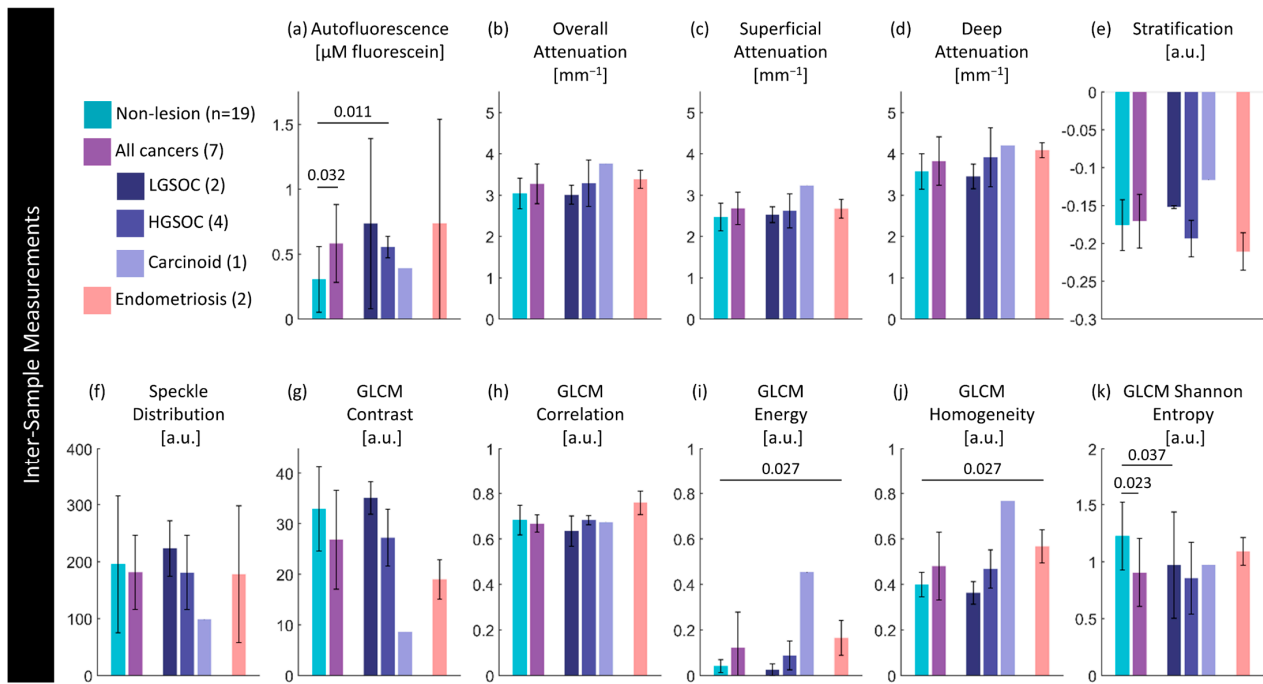 Inter-Sample Measurements
Non-lesion (n=19)
All cancers (7)
LGSOC (2)
HGSOC (4)
Carcinoid (1)
Endometriosis (2)
(a) Autofluorescence
[µM fluorescein]
1.5
1
0.5
0
0.011
0.032
(b) Overall
Attenuation
[mm⁻¹]
5
4
3
2
1
0
(c) Superficial
Attenuation
[mm⁻¹]
5
4
3
2
1
0
(d) Deep
Attenuation
[mm⁻¹]
5
4
3
2
1
0
(e) Stratification
[a.u.]
0
-0.05
-0.1
-0.15
-0.2
-0.25
-0.3
(f) Speckle
Distribution
[a.u.]
400
300
200
100
0
(g) GLCM
Contrast
[a.u.]
40
30
20
10
0
(h) GLCM
Correlation
[a.u.]
1
0.8
0.6
0.4
0.2
0
(i) GLCM
Energy
[a.u.]
1
0.8
0.6
0.4
0.2
0
0.027
(j) GLCM
Homogeneity
[a.u.]
1
0.8
0.6
0.4
0.2
0
0.027
(k) GLCM Shannon
Entropy
[a.u.]
2
1.5
1
0.5
0
0.037
0.023